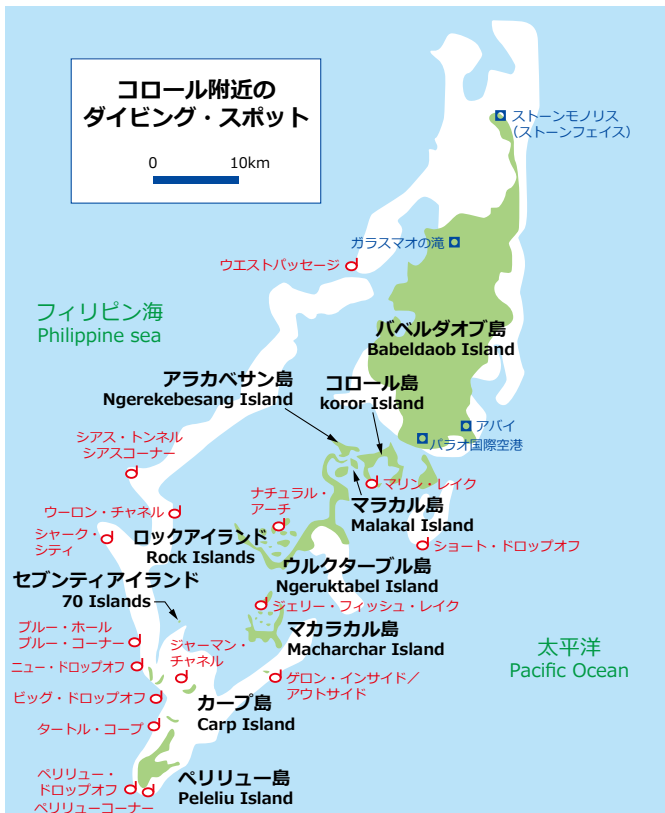 コロール附近の
ダイビング・スポット
0 10km
ストーンモノリス
（ストーンフェイス）
ガラスマオの滝
ウエストパッセージ
フィリピン海
Philippine sea
バベルダオブ島
Babeldaob Island
アラカベサン島
Ngerekebesang Island
コロール島
koror Island
アバイ
パラオ国際空港
シアス・トンネル
シアスコーナー
マリン・レイク
ナチュラル・
アーチ
マラカル島
Malakal Island
ウーロン・チャネル
シャーク・
シティ
ロックアイランド
Rock Islands
ショート・ドロップオフ
ウルクターブル島
Ngeruktabel Island
セブンティアイランド
70 Islands
ジェリー・フィッシュ・レイク
ブルー・ホール
ブルー・コーナー
マカラカル島
Macharchar Island
ジャーマン・
チャネル
太平洋
Pacific Ocean
ニュー・ドロップオフ
ゲロン・インサイド／
アウトサイド
ビッグ・ドロップオフ
カープ島
Carp Island
タートル・コーブ
ペリリュー・
ドロップオフ
ペリリューコーナー
ペリリュー島
Peleliu Island